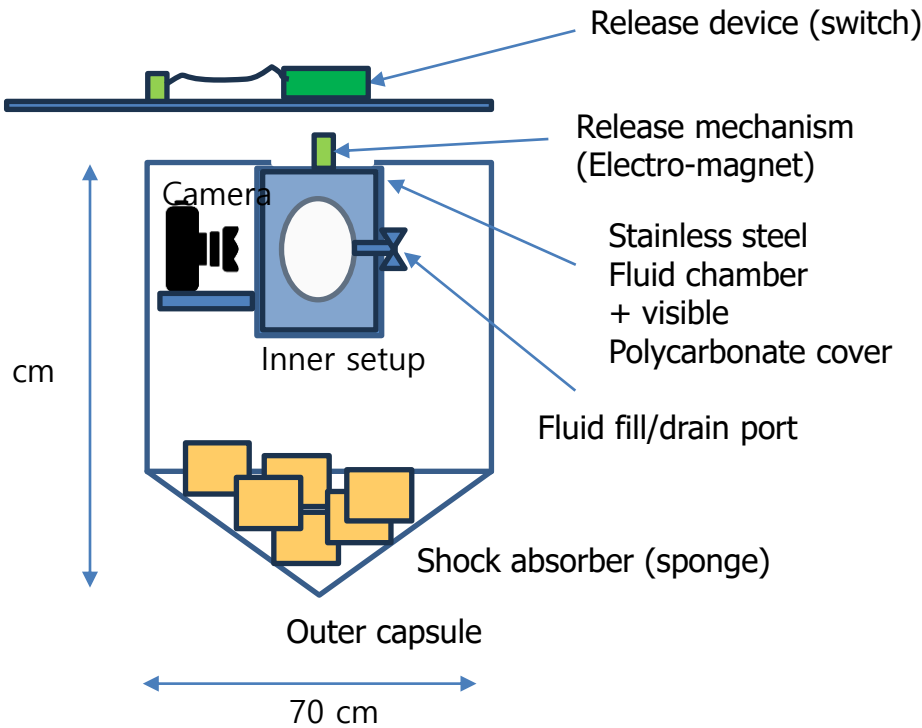 Release device (switch)
Release mechanism
(Electro-magnet)
Camera
Stainless steel
Fluid chamber
+ visible
Polycarbonate cover
Inner setup
cm
Fluid fill/drain port
Shock absorber (sponge)
Outer capsule
70 cm